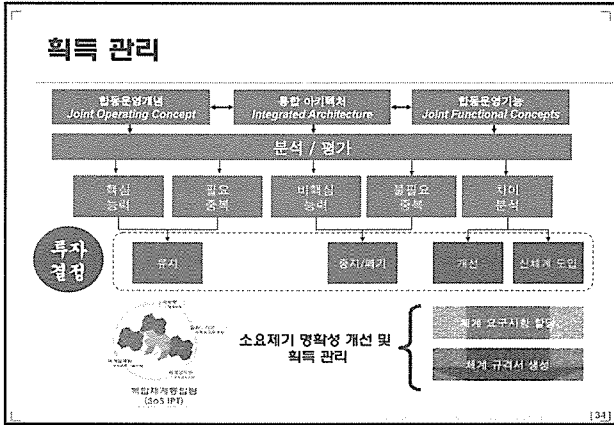 획득 관리
합동운영개념
Joint Operating Concept
통합 아키텍처
Integrated Architecture
합동운영기능
Joint Functional Concepts
분석 / 평가
핵심
능력
필요
중복
비핵심
능력
불필요
중복
차이
분석
투자
결정
유지
중지/폐기
개선
신체계 도입
소요제기 명확성 개선 및
획득 관리
체계 요구사항 할당
체계 규격서 생성
복합체계통합팀
(SoS IPT)
34